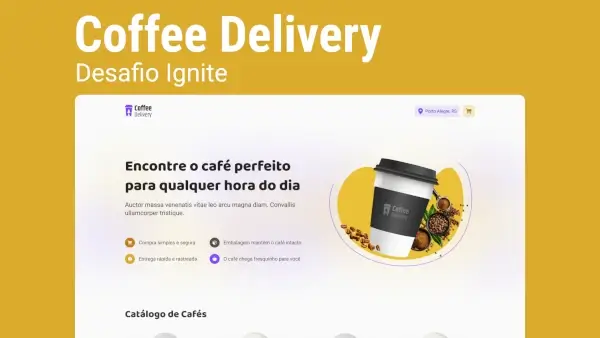 Coffee Delivery
Desafio Ignite
Coffee
Delivery
Porto Alegre, RS
Encontre o café perfeito
para qualquer hora do dia
Auctor massa venenatis vitae leo arcu magna diam. Convallis
ullamcorper tristique.
Coffee
Delivery
Compra simples e segura
Embalagem mantém o café intacto
Entrega rápida e rastreada
O café chega fresquinho até você
Catálogo de Cafés